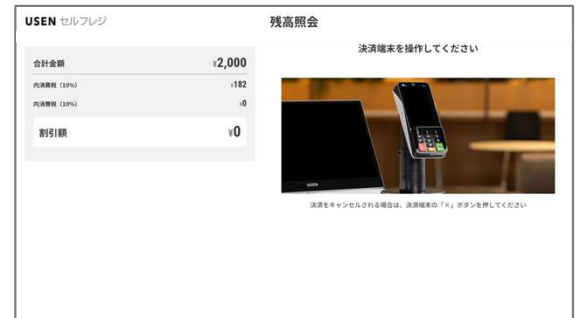 USEN セルフレジ
残高照会
合計金額 ¥2,000
内消費税（10%） ¥182
内消費税（10%） ¥0
割引額 ¥0
決済端末を操作してください
USEN
決済をキャンセルされる場合は、決済端末の「×」ボタンを押してください